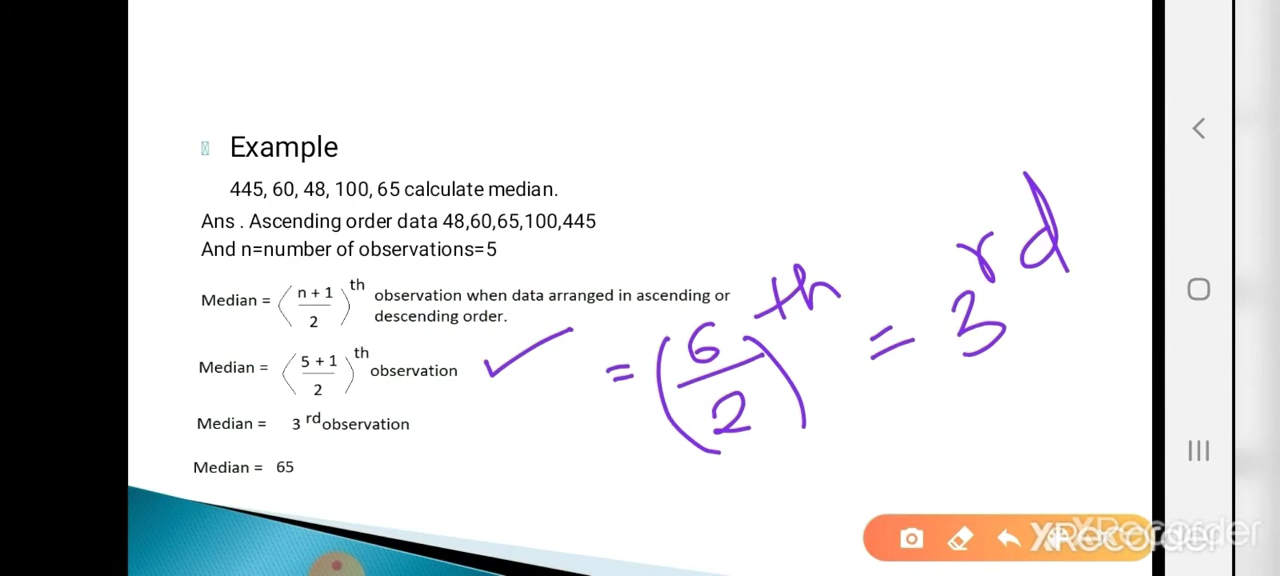 Example
445, 60, 48, 100, 65 calculate median.
Ans . Ascending order data 48,60,65,100,445
And n=number of observations=5
Median = (n + 1 / 2)th observation when data arranged in ascending or
descending order.
Median = (5 + 1 / 2)th observation
= (6 / 2)th = 3rd
Median = 3 rd observation
Median = 65
XRecorder